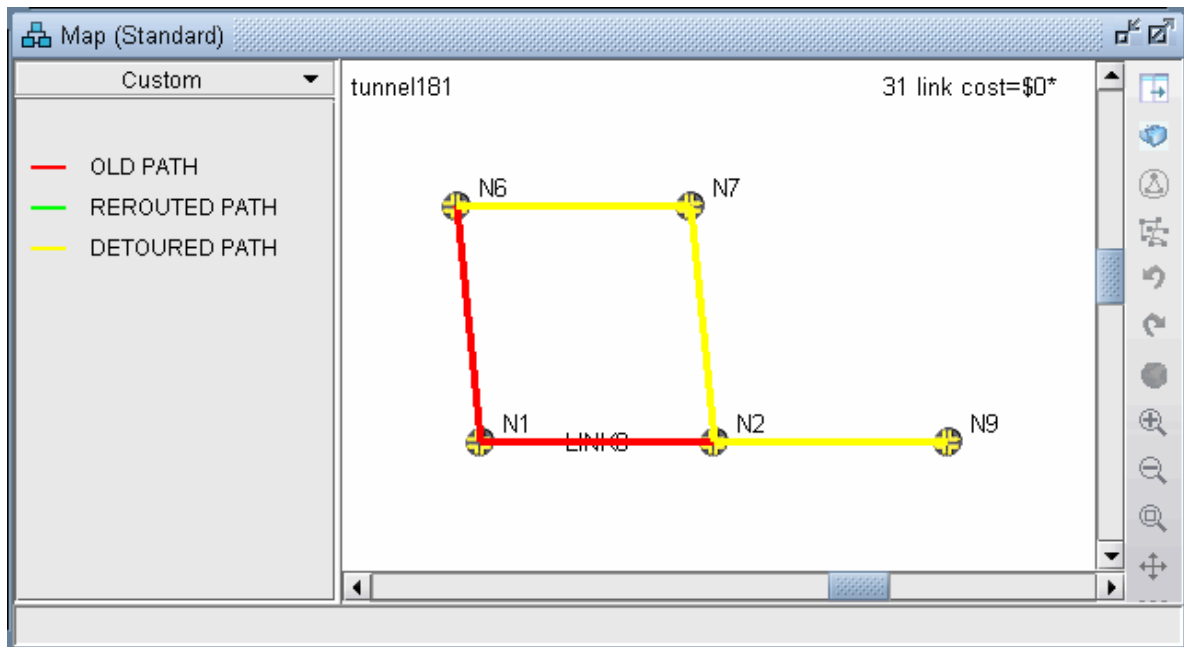 Map (Standard)
Custom
tunnel181
31 link cost=$0*
OLD PATH
REROUTED PATH
DETOURED PATH
N6
N7
N1
N2
N9